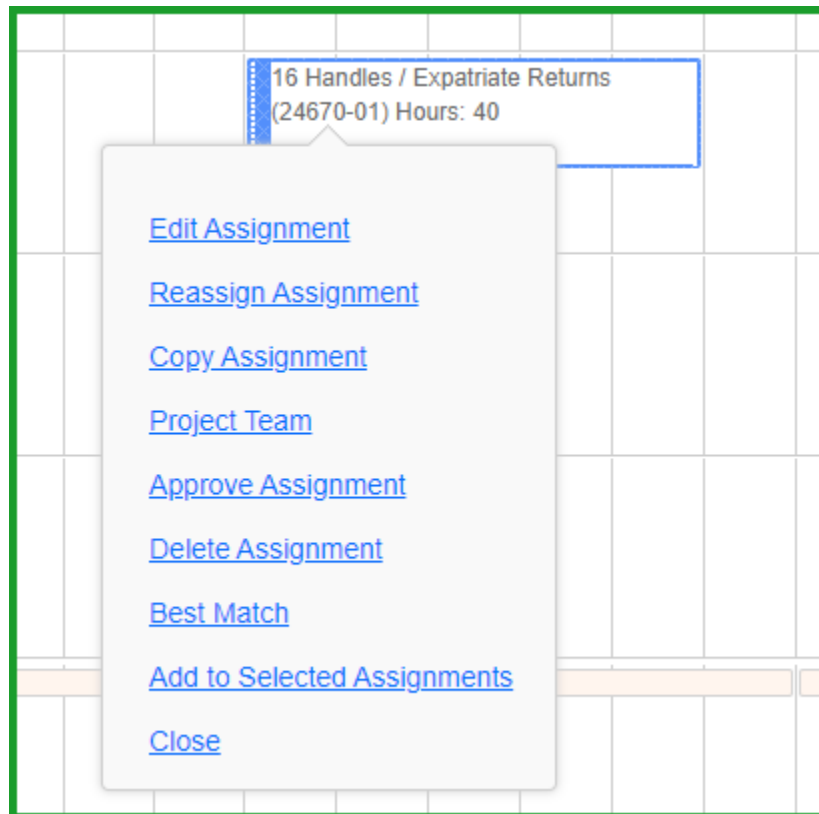 16 Handles / Expatriate Returns
(24670-01) Hours: 40
Edit Assignment
Reassign Assignment
Copy Assignment
Project Team
Approve Assignment
Delete Assignment
Best Match
Add to Selected Assignments
Close